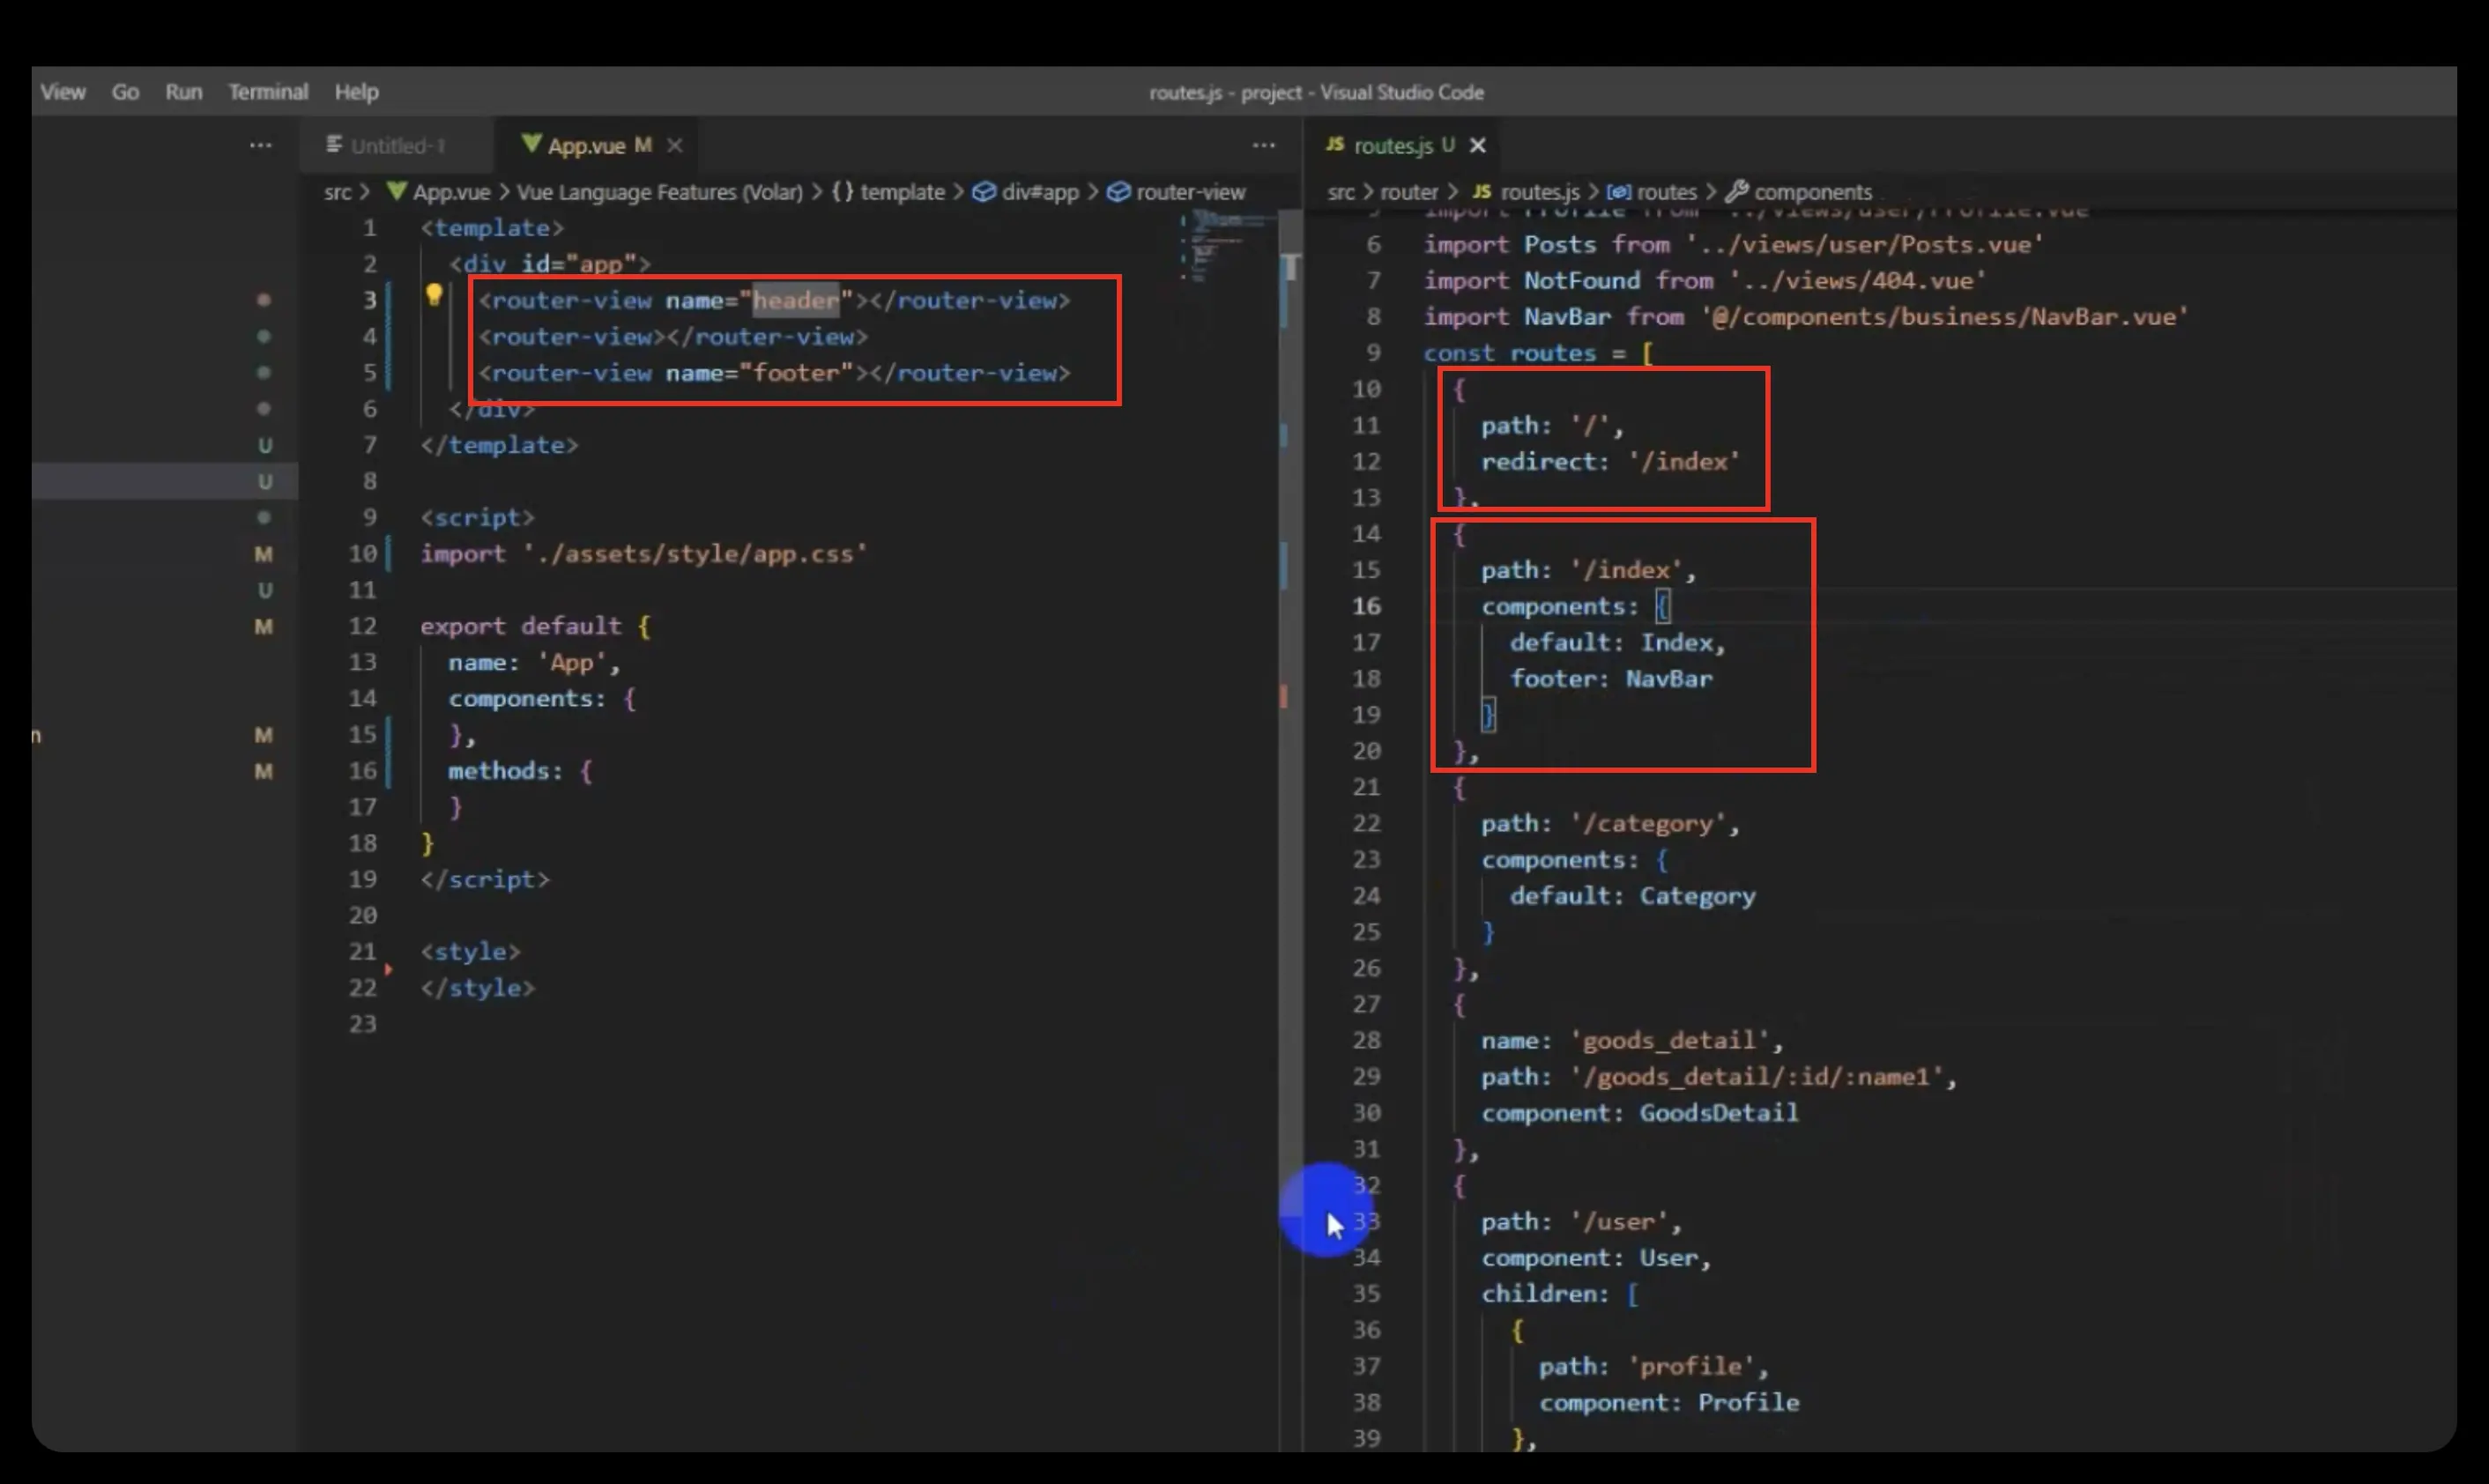 View Go Run Terminal Help
routes.js - project - Visual Studio Code
Untitled-1
App.vue M
src > App.vue > Vue Language Features (Volar) > {} template > div#app > router-view
1 <template>
2 <div id="app">
3 <router-view name="header"></router-view>
4 <router-view></router-view>
5 <router-view name="footer"></router-view>
6 </div>
7 </template>
8
9 <script>
10 import './assets/style/app.css'
11
12 export default {
13 name: 'App',
14 components: {
15 },
16 methods: {
17 }
18 }
19 </script>
20
21 <style>
22 </style>
23
U
U
M
U
M
n M
M
JS routes.js U
src > router > JS routes.js > routes > components
5 import Profile from '../views/user/Profile.vue'
6 import Posts from '../views/user/Posts.vue'
7 import NotFound from '../views/404.vue'
8 import NavBar from '@/components/business/NavBar.vue'
9 const routes = [
10 {
11 path: '/',
12 redirect: '/index'
13 },
14 {
15 path: '/index',
16 components: {
17 default: Index,
18 footer: NavBar
19 }
20 },
21 {
22 path: '/category',
23 components: {
24 default: Category
25 }
26 },
27 {
28 name: 'goods_detail',
29 path: '/goods_detail/:id/:name1',
30 component: GoodsDetail
31 },
32 {
33 path: '/user',
34 component: User,
35 children: [
36 {
37 path: 'profile',
38 component: Profile
39 },